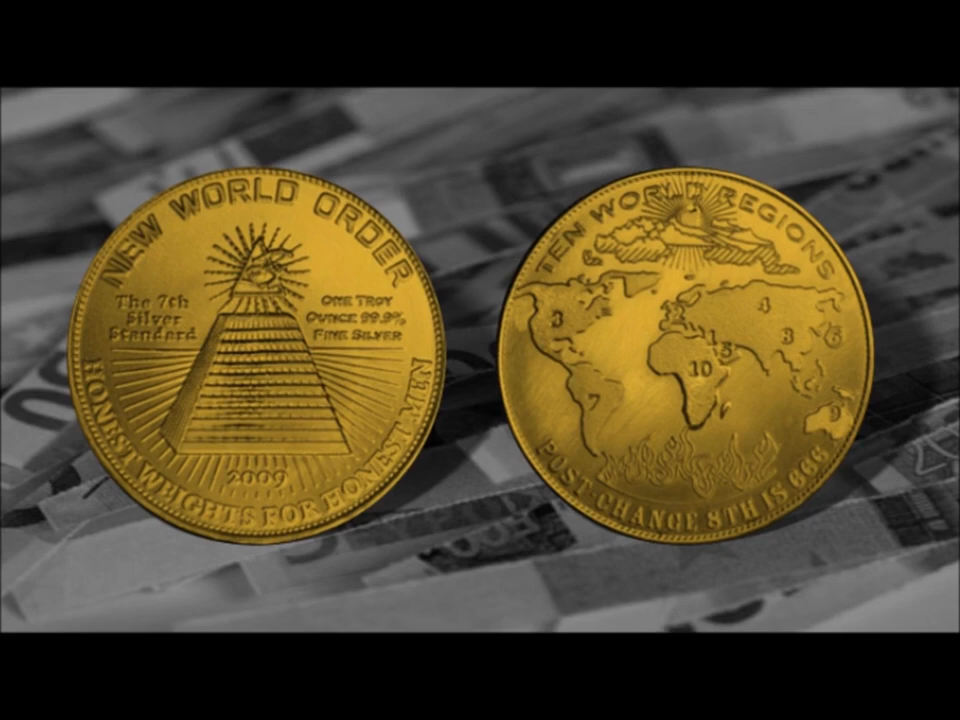 NEW WORLD ORDER
The 7th
Silver
Standard
ONE TROY
OUNCE 99.9%
FINE SILVER
2009
HONEST WEIGHTS FOR HONEST MEN
TEN WORLD REGIONS
3
2
4
1
5
8
6
10
7
9
POST CHANGE 8TH IS 666